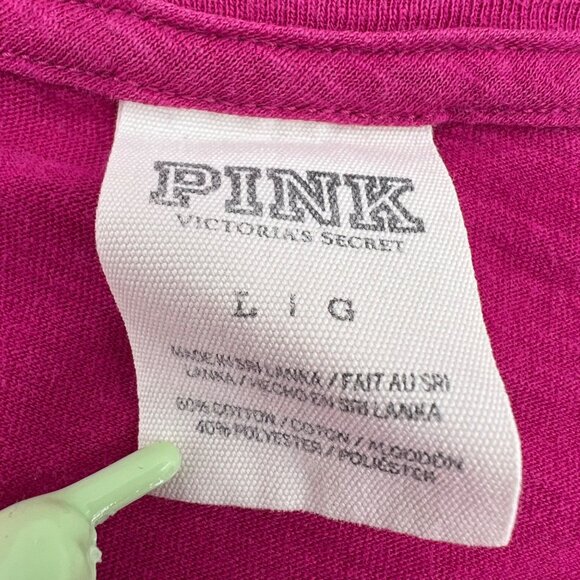 PINK
VICTORIA'S SECRET
L | G
MADE IN SRI LANKA / FAIT AU SRI
LANKA / HECHO EN SRI LANKA
60% COTTON / COTON / ALGODÓN
40% POLYESTER / POLIÉSTER